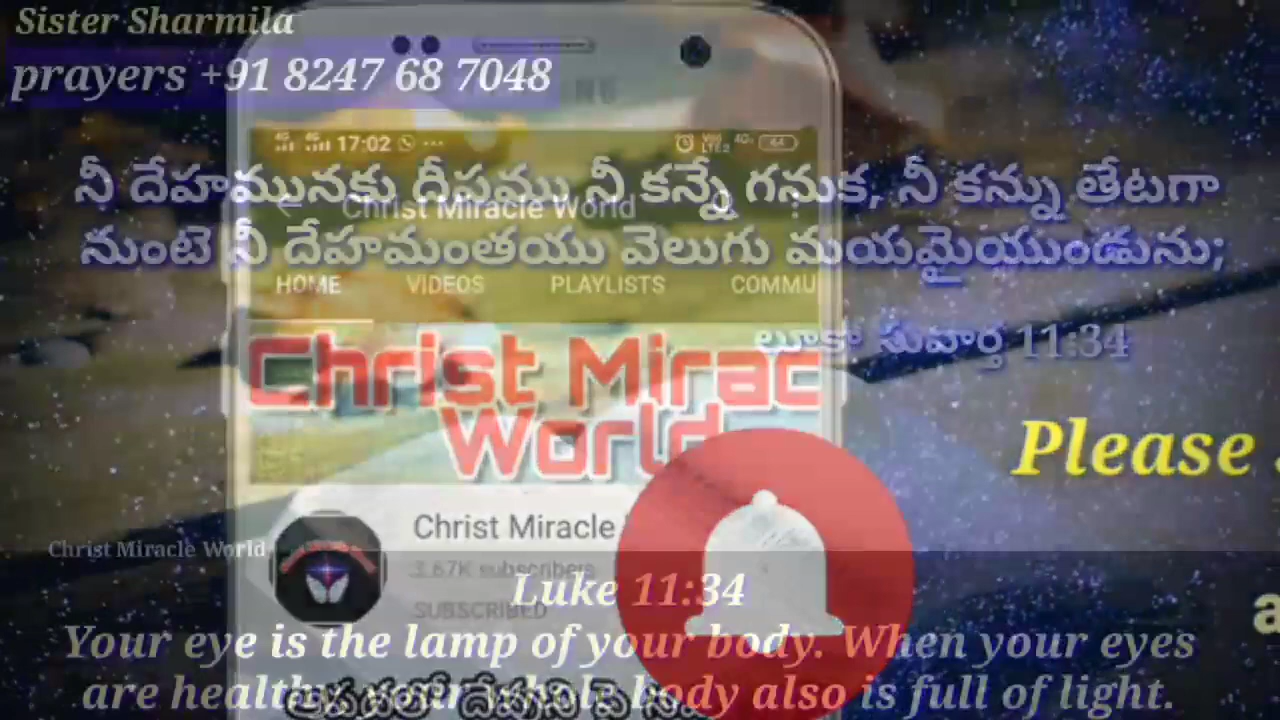 Sister Sharmila
prayers +91 8247 68 7048
17:02
నీ దేహమునకు దీపము నీ కన్నే గనుక, నీ కన్ను తేటగా
Christ Miracle World
నుంటె నీ దేహమంతయు వెలుగు మయమైయుండును;
HOME VIDEOS PLAYLISTS COMMU
లూకా సువార్త 11:34
Christ Mirac
World
Please
Christ Miracle
Christ Miracle World
3.67K subscribers
Luke 11:34
SUBSCRIBED
Your eye is the lamp of your body. When your eyes
are healthy, your whole body also is full of light.